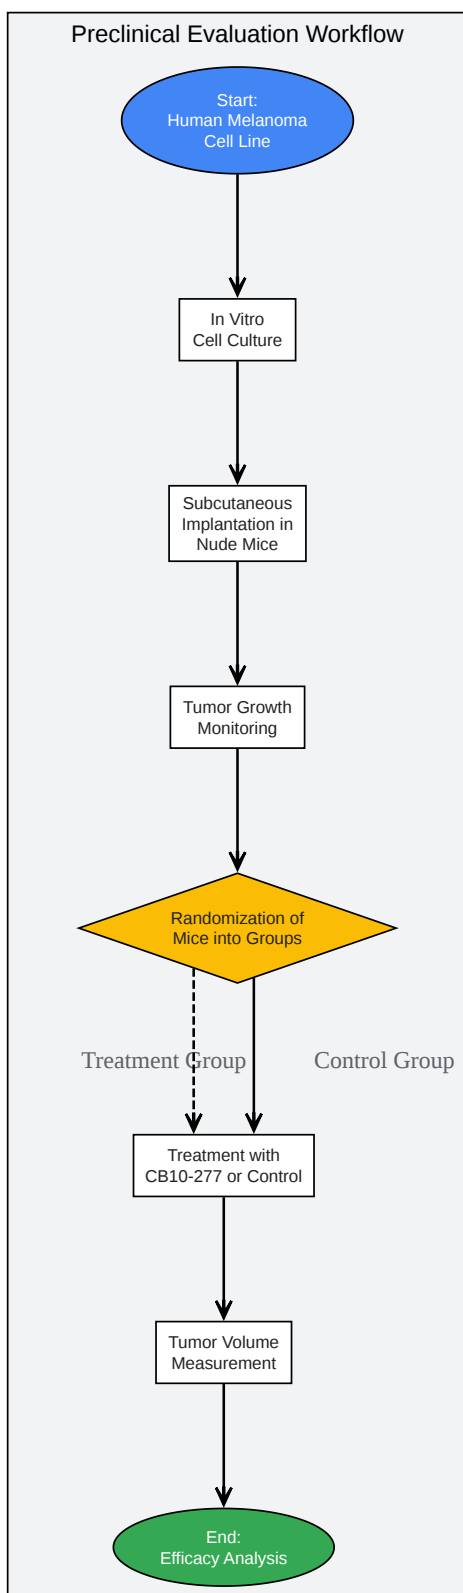 Preclinical Evaluation Workflow
Start:
Human Melanoma
Cell Line
In Vitro
Cell Culture
Subcutaneous
Implantation in
Nude Mice
Tumor Growth
Monitoring
Randomization of
Mice into Groups
Treatment Group
Control Group
Treatment with
CB10-277 or Control
Tumor Volume
Measurement
End:
Efficacy Analysis